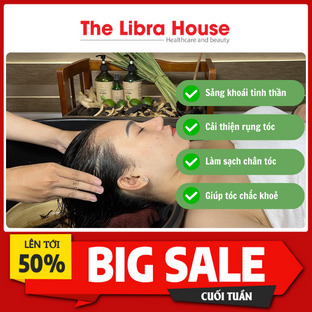 The Libra House
Healthcare and beauty
Sảng khoái tinh thần
Cải thiện rụng tóc
Làm sạch chân tóc
Giúp tóc chắc khoẻ
LÊN TỚI
50%
BIG SALE
CUỐI TUẦN